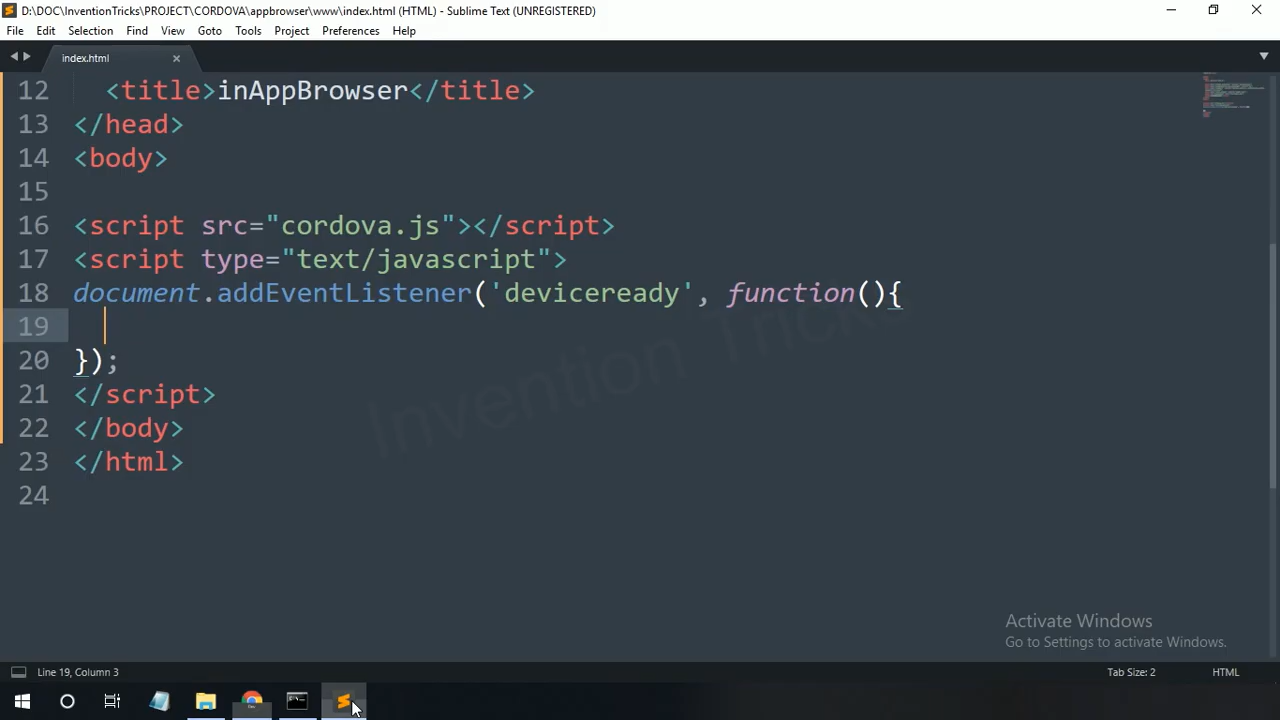 D:\DOC\InventionTricks\PROJECT\CORDOVA\appbrowser\www\index.html (HTML) - Sublime Text (UNREGISTERED)
File Edit Selection Find View Goto Tools Project Preferences Help
index.html
12 <title>inAppBrowser</title>
13 </head>
14 <body>
15
16 <script src="cordova.js"></script>
17 <script type="text/javascript">
18 document.addEventListener('deviceready', function(){
19
20 });
21 </script>
22 </body>
23 </html>
24
Invention Tricks
Activate Windows
Go to Settings to activate Windows.
Line 19, Column 3 Tab Size: 2 HTML